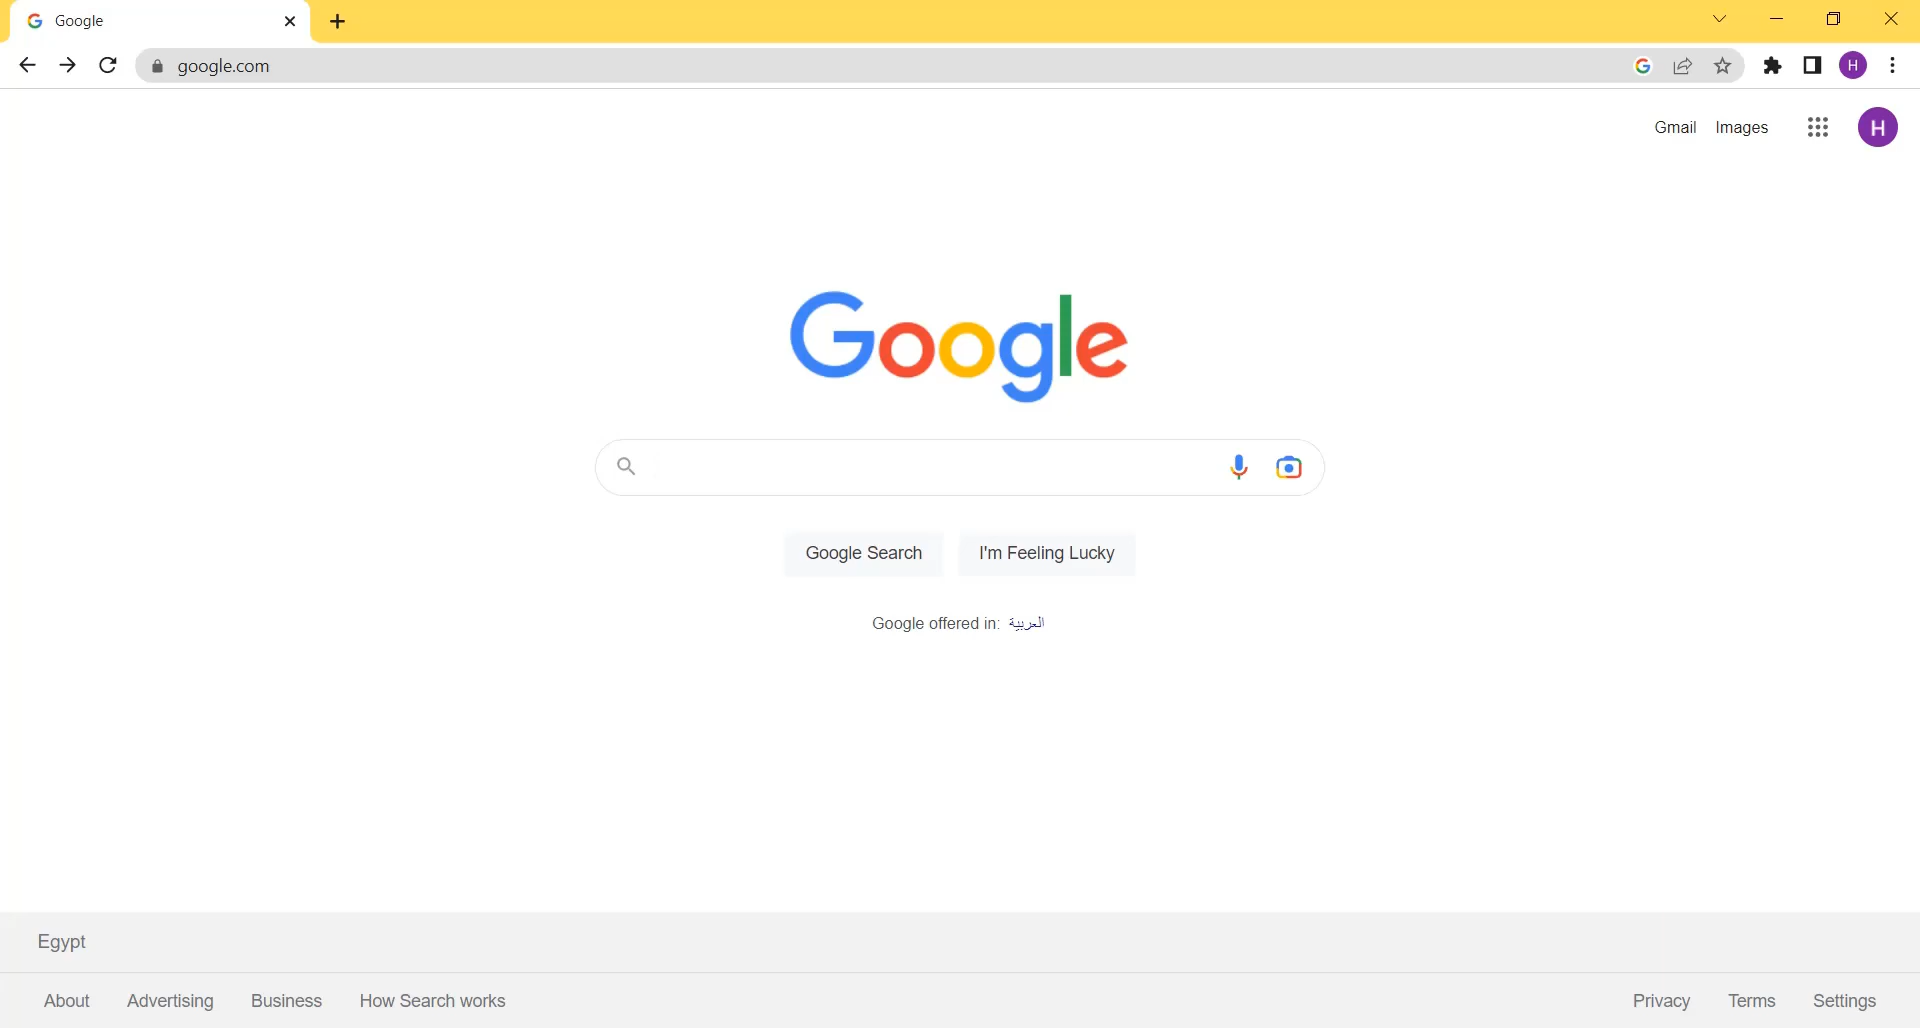 Google
google.com
H
Gmail Images H
Google
Google Search I'm Feeling Lucky
Google offered in: العربية
Egypt
About Advertising Business How Search works Privacy Terms Settings